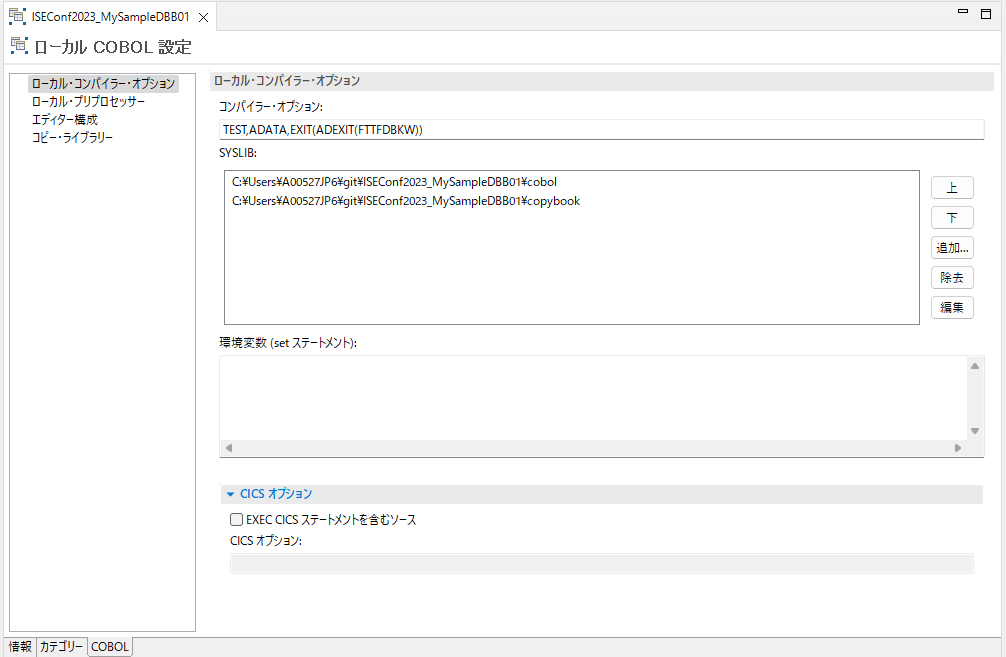 ISEConf2023_MySampleDBB01
ローカル COBOL 設定
ローカル・コンパイラー・オプション
ローカル・プリプロセッサー
エディター構成
コピー・ライブラリー
ローカル・コンパイラー・オプション
コンパイラー・オプション:
TEST,ADATA,EXIT(ADEXIT(FTTFDBKW))
SYSLIB:
C:¥Users¥A00527JP6¥git¥ISEConf2023_MySampleDBB01¥cobol
C:¥Users¥A00527JP6¥git¥ISEConf2023_MySampleDBB01¥copybook
上
下
追加...
除去
編集
環境変数 (set ステートメント):
CICS オプション
EXEC CICS ステートメントを含むソース
CICS オプション:
情報 カテゴリー COBOL